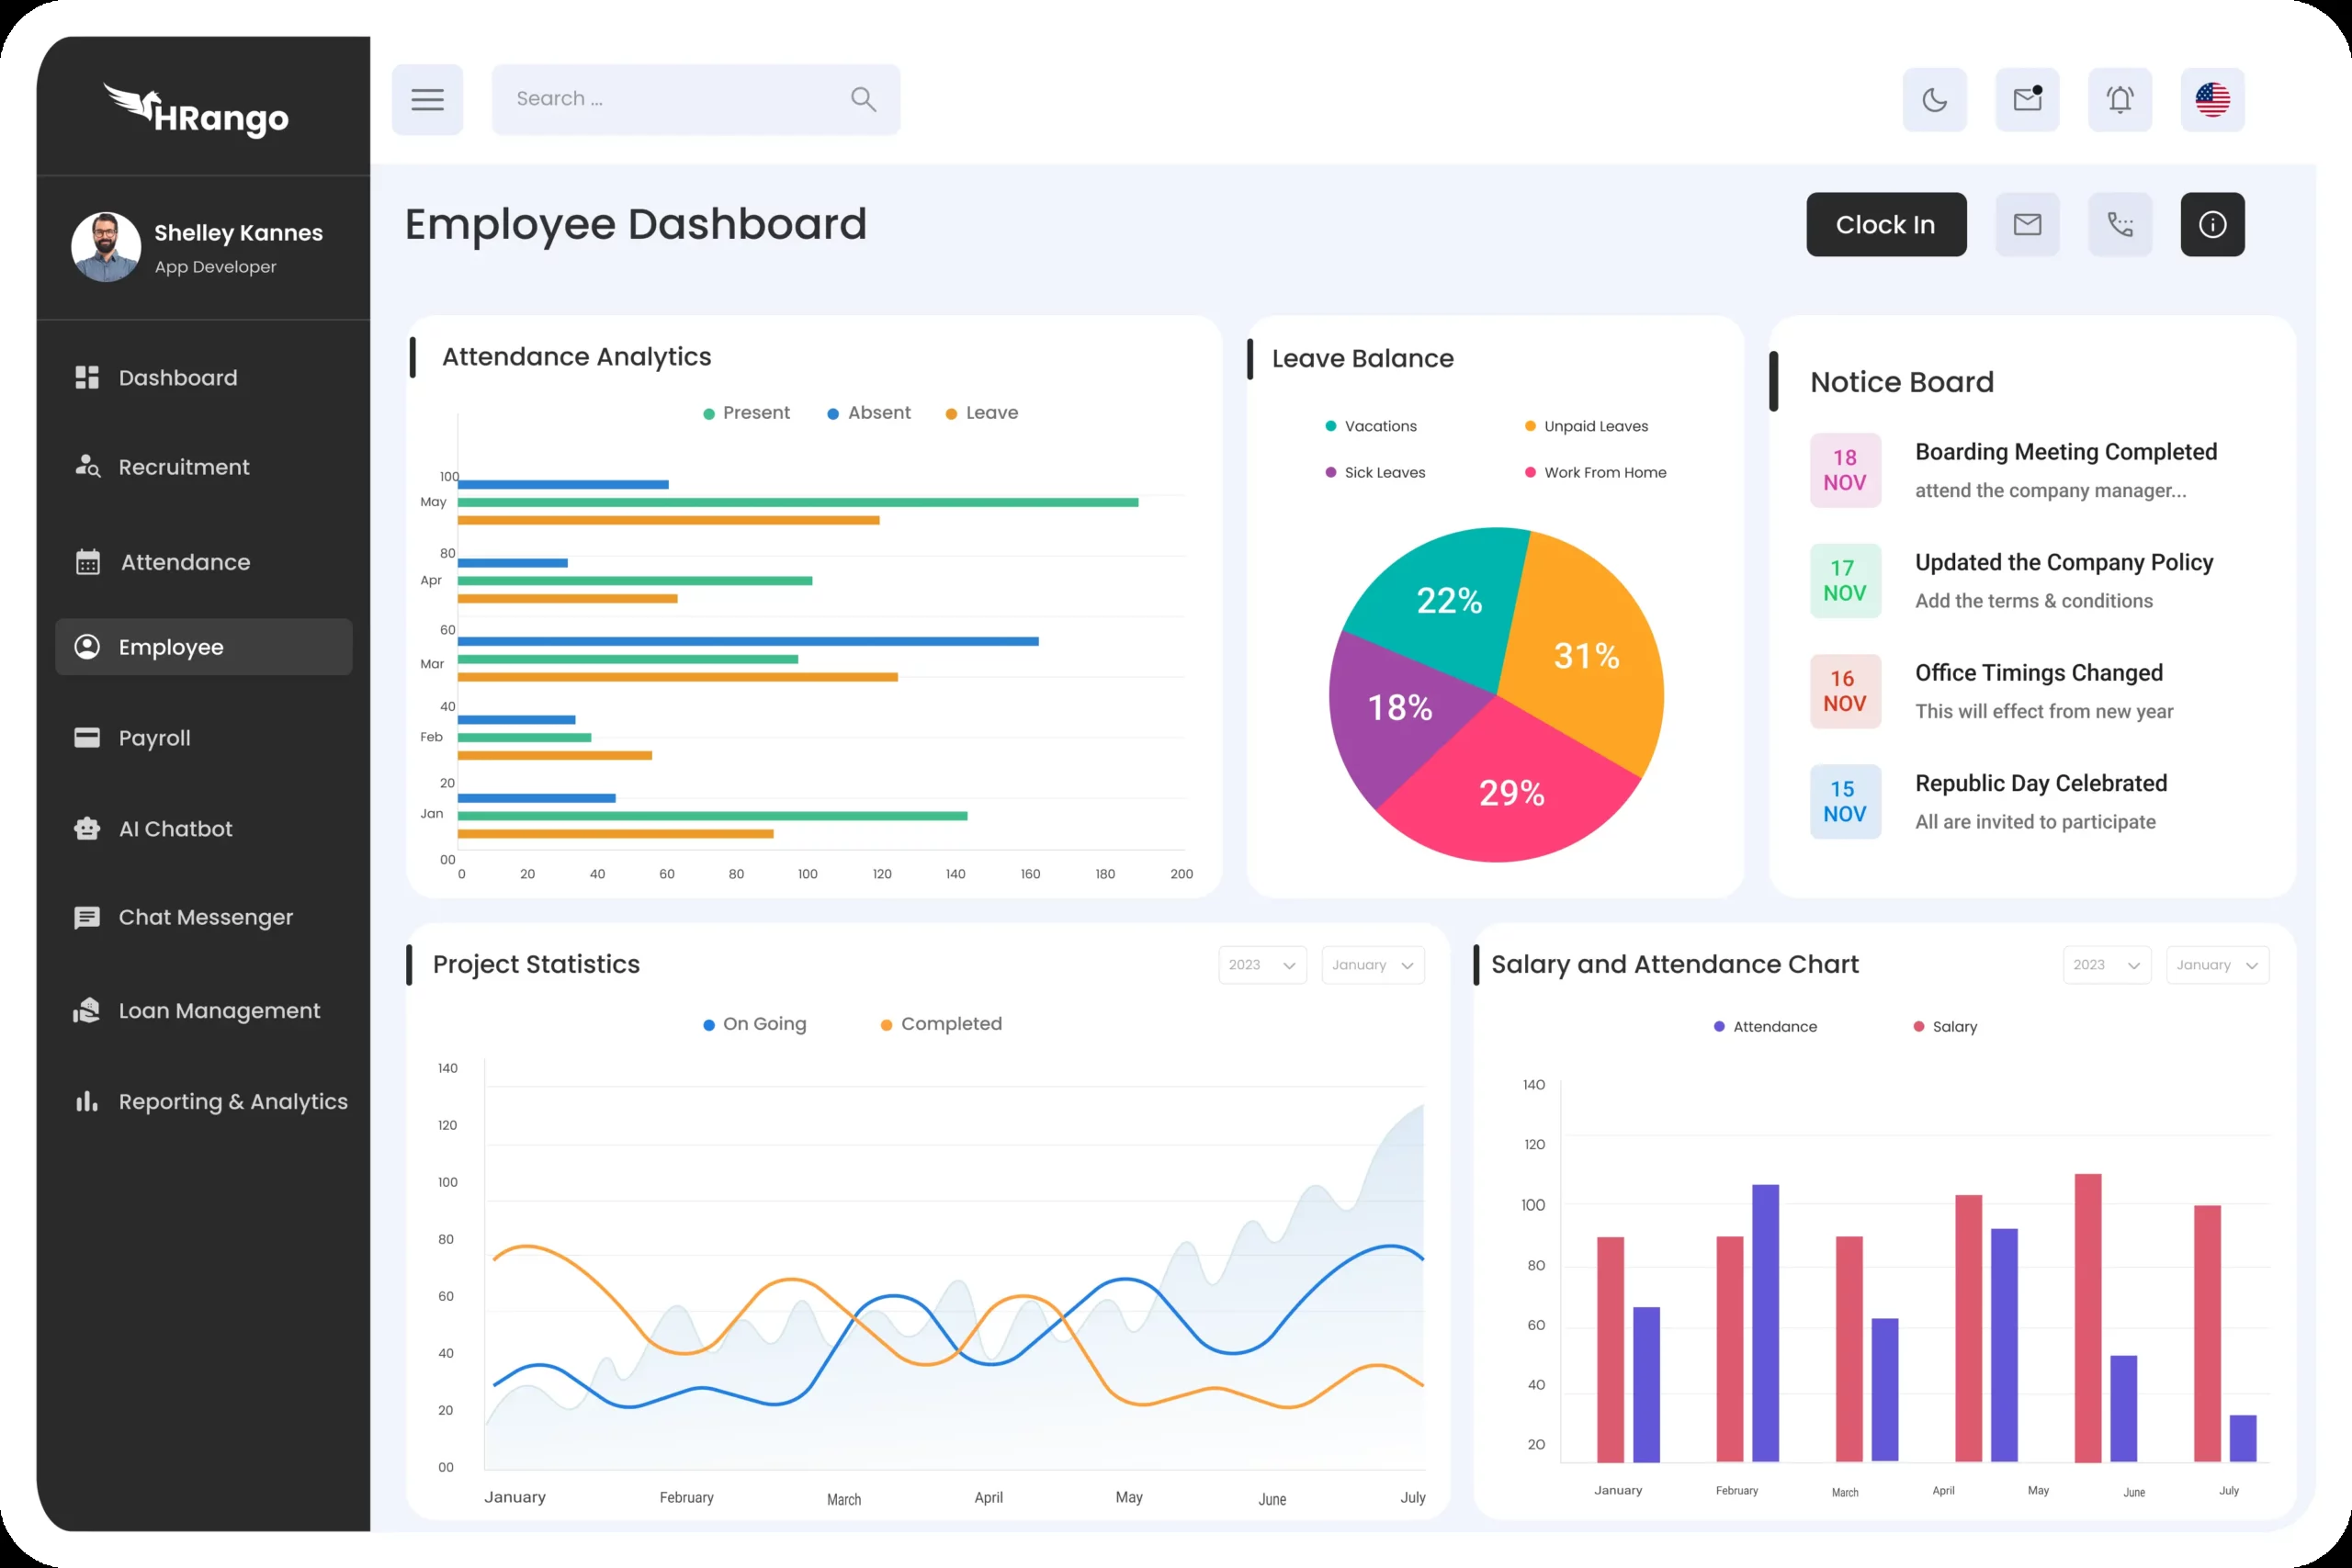 HRango
Search ...
Shelley Kannes
App Developer
Dashboard
Recruitment
Attendance
Employee
Payroll
AI Chatbot
Chat Messenger
Loan Management
Reporting & Analytics
Employee Dashboard
Clock In
Attendance Analytics
Present Absent Leave
100
May
80
Apr
60
Mar
40
Feb
20
Jan
00
0 20 40 60 80 100 120 140 160 180 200
Leave Balance
Vacations Unpaid Leaves
Sick Leaves Work From Home
22%
31%
18%
29%
Notice Board
18
NOV
Boarding Meeting Completed
attend the company manager...
17
NOV
Updated the Company Policy
Add the terms & conditions
16
NOV
Office Timings Changed
This will effect from new year
15
NOV
Republic Day Celebrated
All are invited to participate
Project Statistics
2023 January
On Going Completed
140
120
100
80
60
40
20
00
January February March April May June July
Salary and Attendance Chart
2023 January
Attendance Salary
140
120
100
80
60
40
20
January February March April May June July